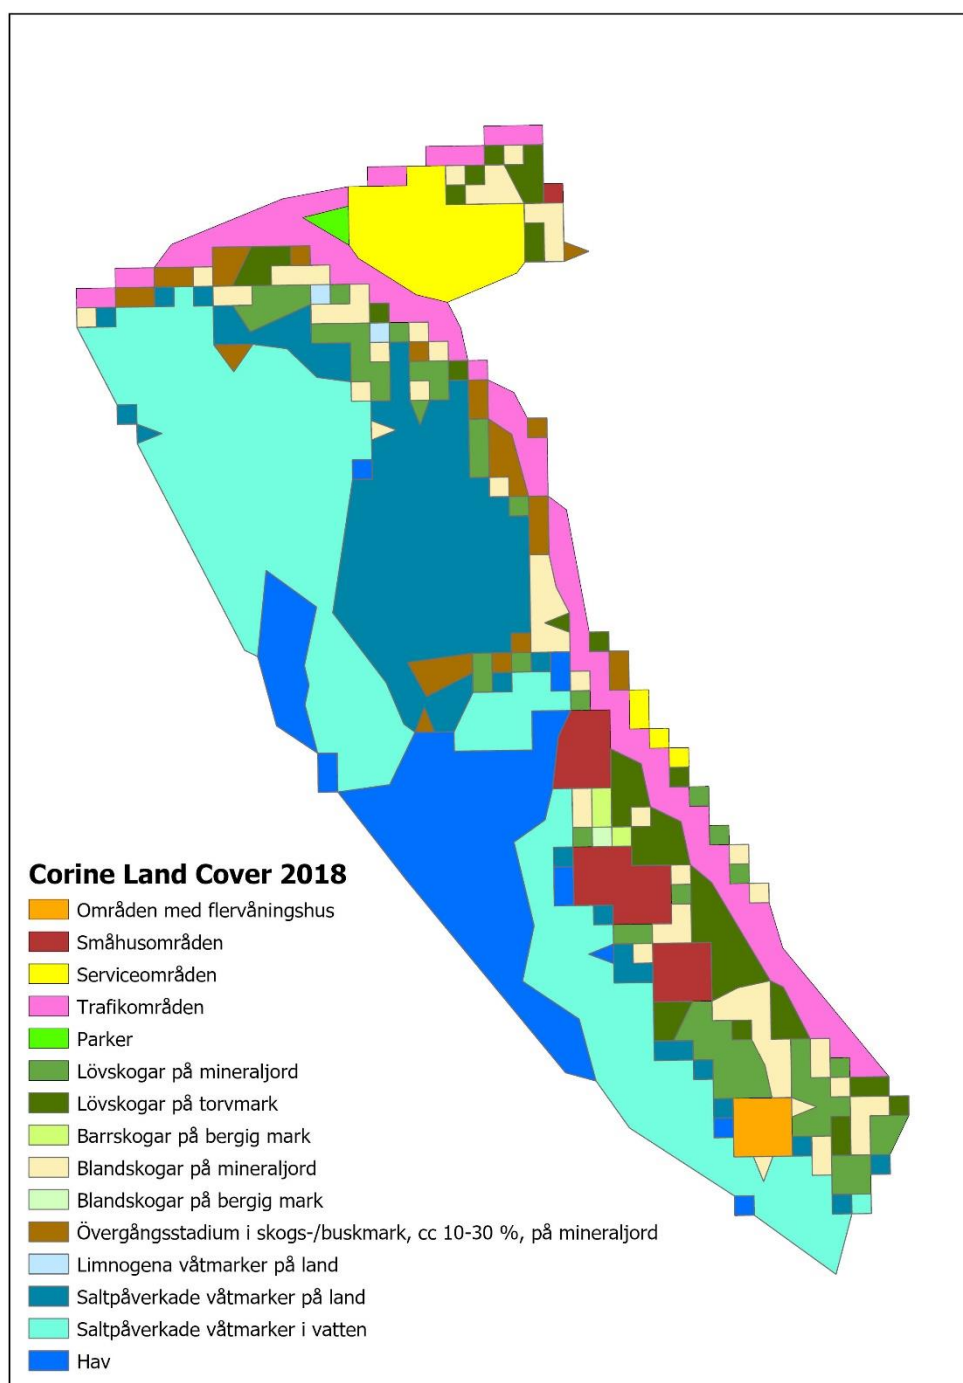 Corine Land Cover 2018
Områden med flervåningshus
Småhusområden
Serviceområden
Trafikområden
Parker
Lövskogar på mineraljord
Lövskogar på torvmark
Barrskogar på bergig mark
Blandskogar på mineraljord
Blandskogar på bergig mark
Övergångsstadium i skogs-/buskmark, cc 10-30 %, på mineraljord
Limnogena våtmarker på land
Saltpåverkade våtmarker på land
Saltpåverkade våtmarker i vatten
Hav